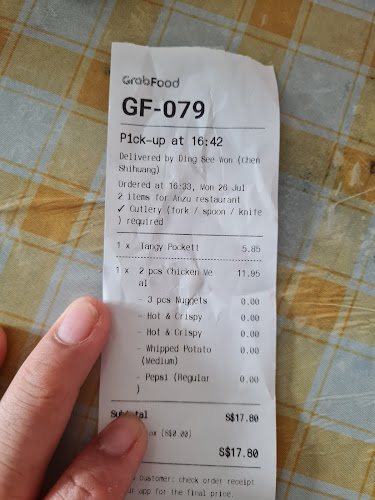 GrabFood
GF-079
Pick-up at 16:42
Delivered by Ding See Won (Chen
Shihuang)
Ordered at 16:33, Mon 26 Jul
2 items for Anzu restaurant
✓ Cutlery (fork / spoon / knife
) required
1 x Tangy Pockett 5.85
1 x 2 pcs Chicken Me 11.95
al
- 3 pcs Nuggets 0.00
- Hot & Crispy 0.00
- Hot & Crispy 0.00
- Whipped Potato 0.00
(Medium)
- Pepsi (Regular 0.00
)
Subtotal S$17.80
(S$0.00)
S$17.80
customer: check order receipt
app for the final price.